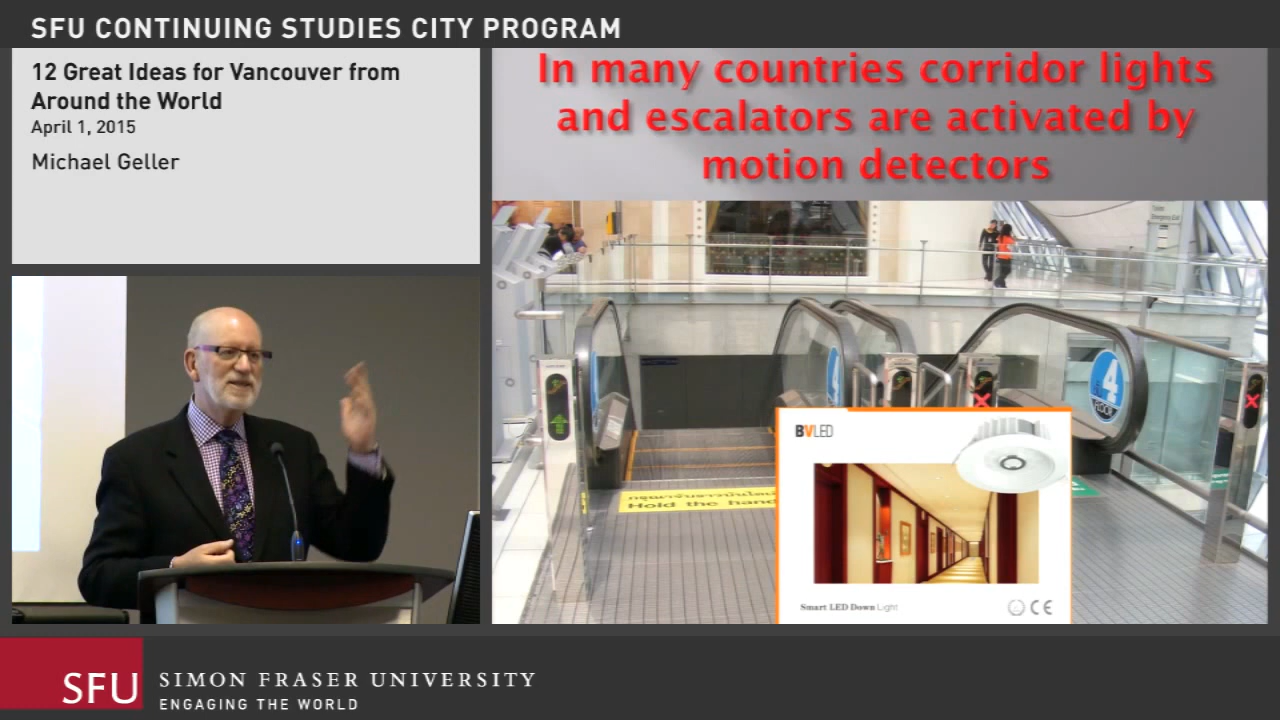 SFU CONTINUING STUDIES CITY PROGRAM
12 Great Ideas for Vancouver from
Around the World
April 1, 2015
Michael Geller
In many countries corridor lights
and escalators are activated by
motion detectors
4
4
FLOOR
Hold the hand
BVLED
Smart LED Down Light
CE
SFU
SIMON FRASER UNIVERSITY
ENGAGING THE WORLD